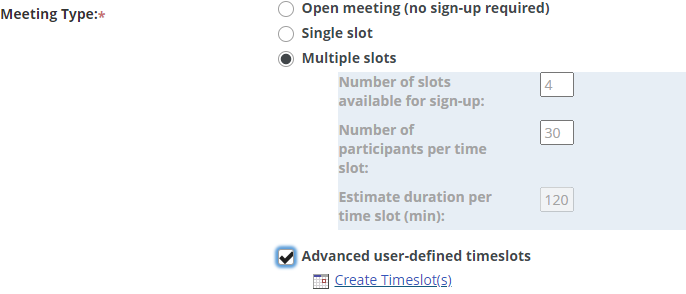 Meeting Type:*
Open meeting (no sign-up required)
Single slot
Multiple slots
Number of slots
available for sign-up:
4
Number of
participants per time
slot:
30
Estimate duration per
time slot (min):
120
Advanced user-defined timeslots
Create Timeslot(s)